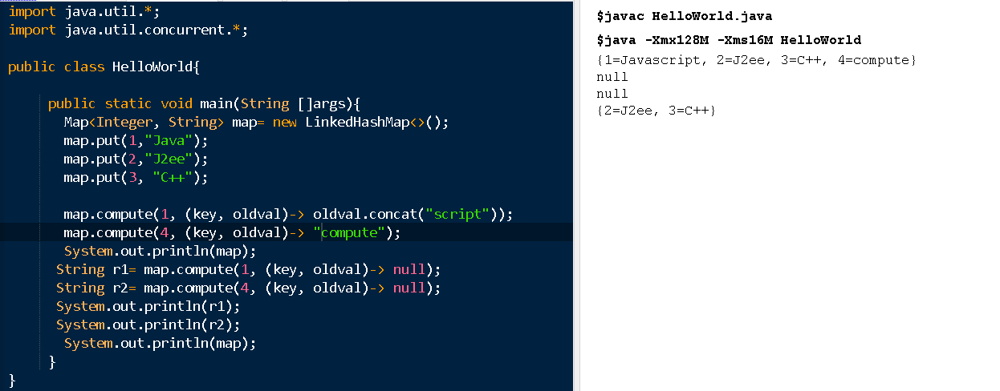 import java.util.*;
import java.util.concurrent.*;
public class HelloWorld{
public static void main(String []args){
Map<Integer, String> map= new LinkedHashMap<>();
map.put(1,"Java");
map.put(2,"J2ee");
map.put(3, "C++");
map.compute(1, (key, oldval)-> oldval.concat("script"));
map.compute(4, (key, oldval)-> "compute");
System.out.println(map);
String r1= map.compute(1, (key, oldval)-> null);
String r2= map.compute(4, (key, oldval)-> null);
System.out.println(r1);
System.out.println(r2);
System.out.println(map);
}
}
$javac HelloWorld.java
$java -Xmx128M -Xms16M HelloWorld
{1=Javascript, 2=J2ee, 3=C++, 4=compute}
null
null
{2=J2ee, 3=C++}